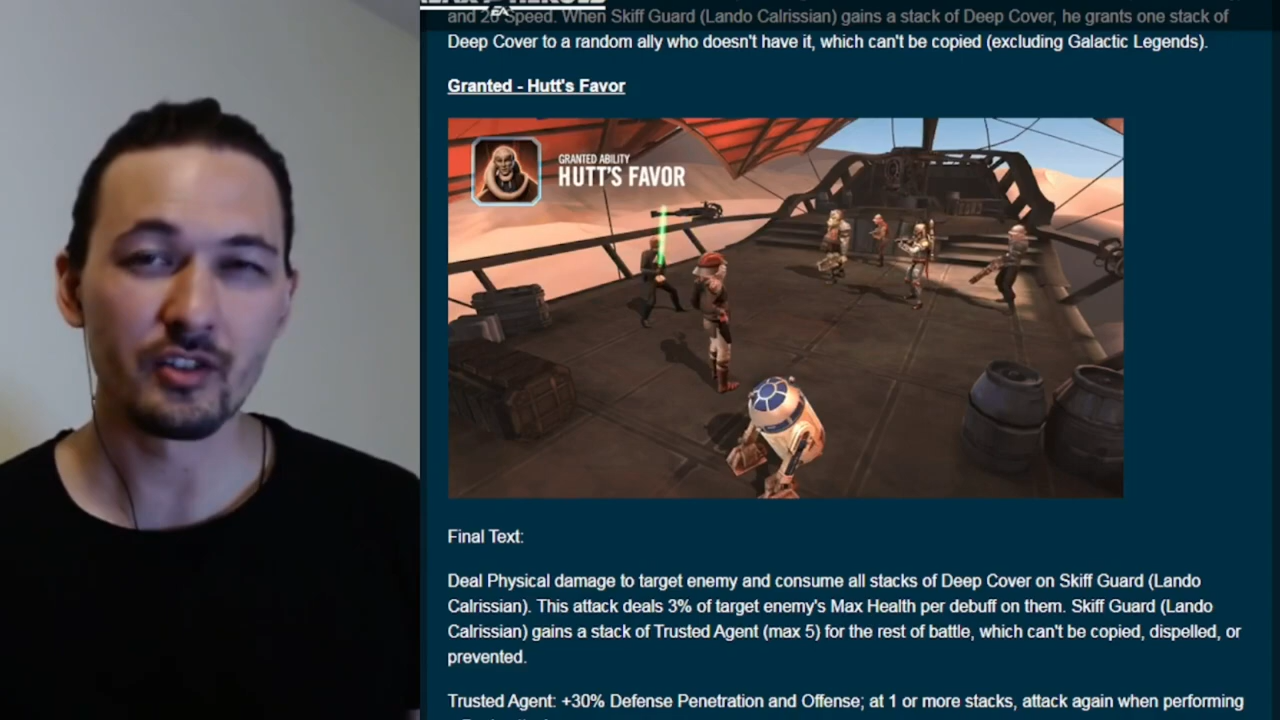 EA
and 20 Speed. When Skiff Guard (Lando Calrissian) gains a stack of Deep Cover, he grants one stack of
Deep Cover to a random ally who doesn't have it, which can't be copied (excluding Galactic Legends).
Granted - Hutt's Favor
GRANTED ABILITY
HUTT'S FAVOR
Final Text:
Deal Physical damage to target enemy and consume all stacks of Deep Cover on Skiff Guard (Lando
Calrissian). This attack deals 3% of target enemy's Max Health per debuff on them. Skiff Guard (Lando
Calrissian) gains a stack of Trusted Agent (max 5) for the rest of battle, which can't be copied, dispelled, or
prevented.
Trusted Agent: +30% Defense Penetration and Offense; at 1 or more stacks, attack again when performing